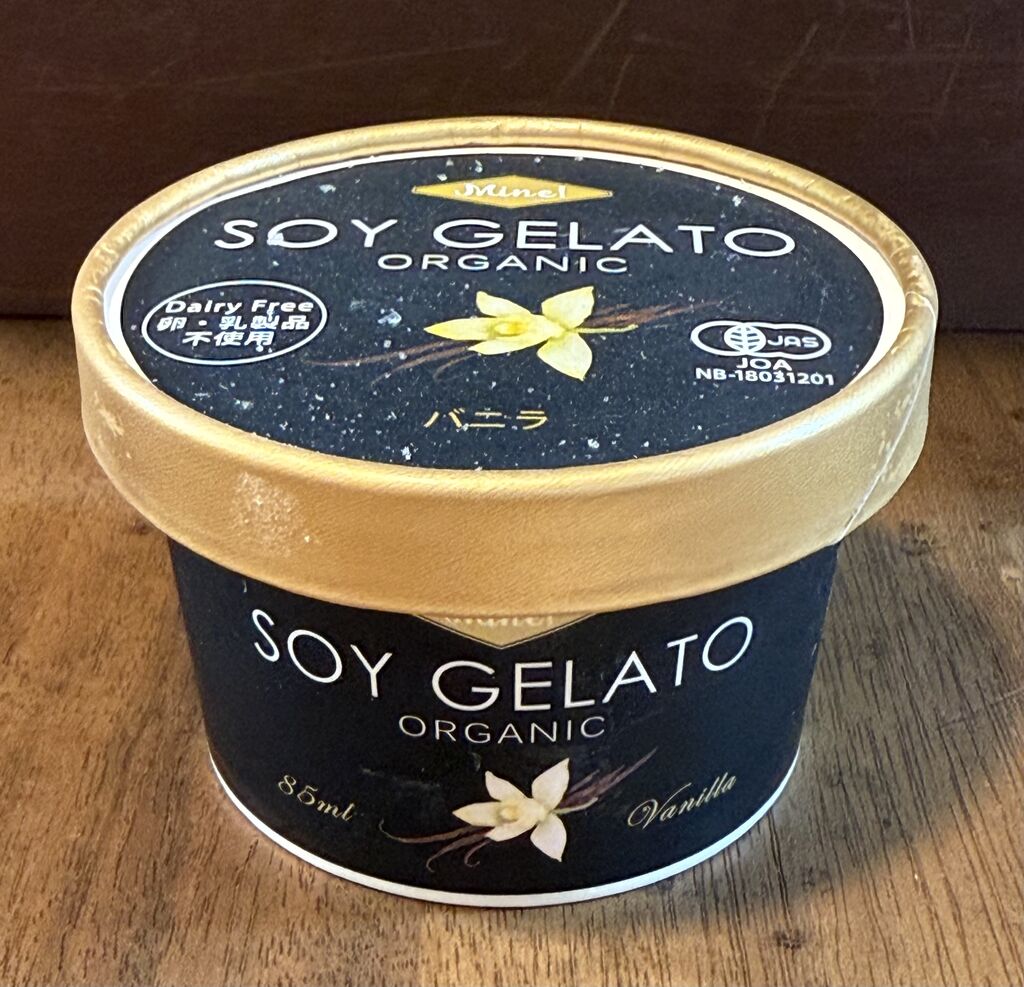 Mine!
SOY GELATO
ORGANIC
Dairy Free
卵・乳製品
不使用
JAS
JOA
NB-18031201
バニラ
SOY GELATO
ORGANIC
85ml
Vanilla